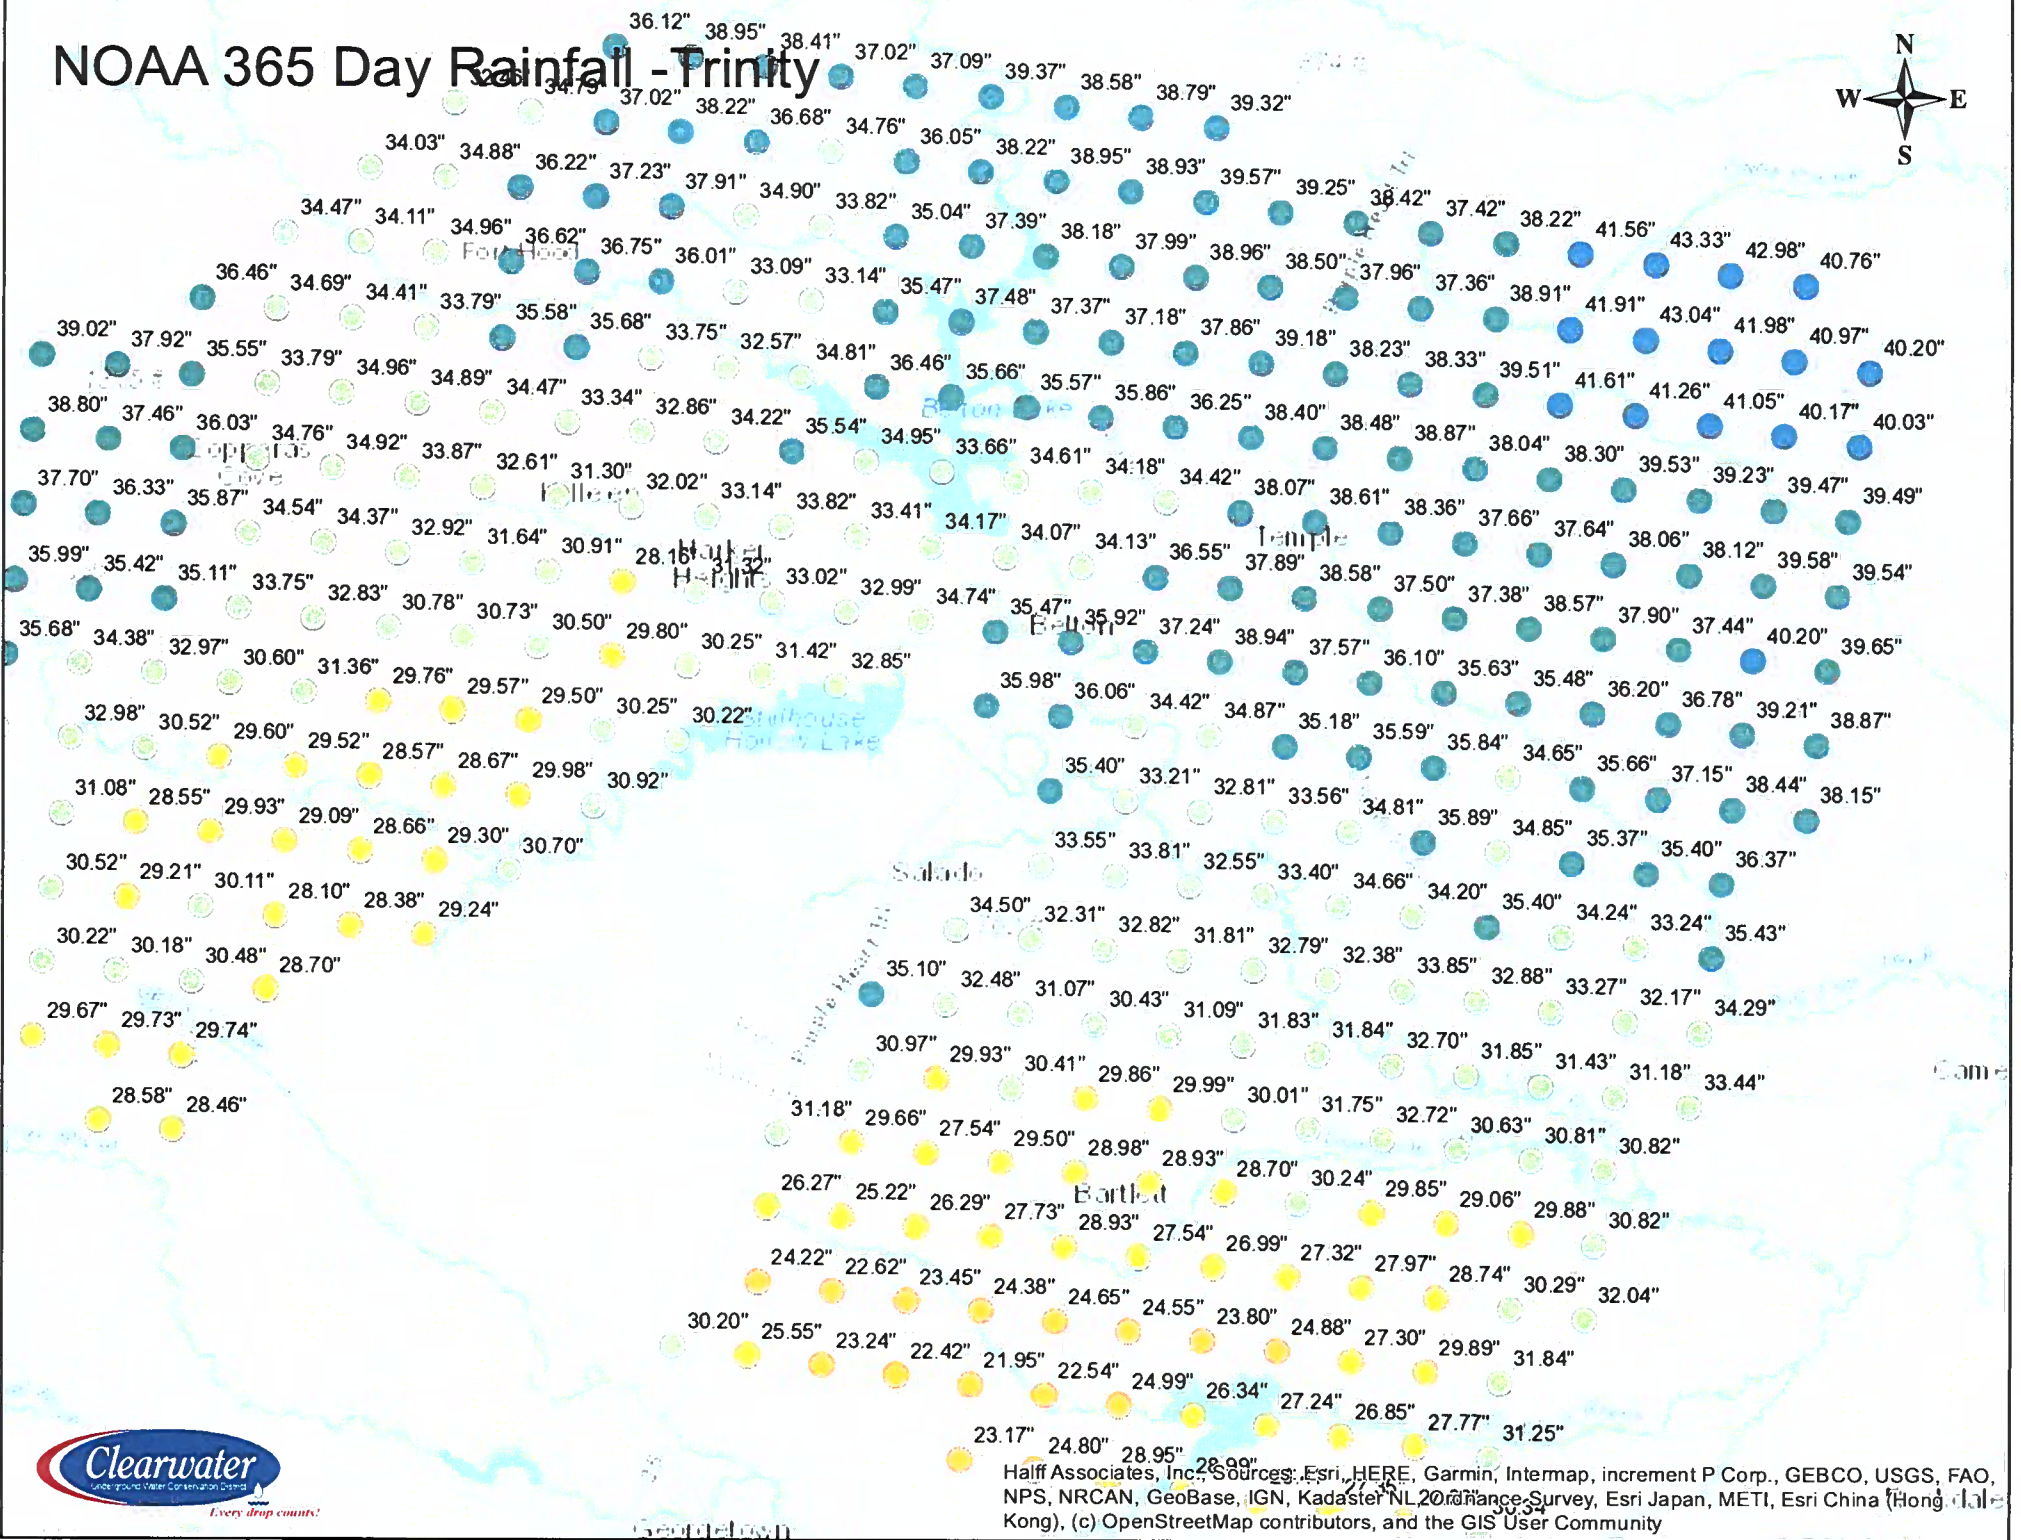 NOAA 365 Day Rainfall - Trinity
N
W E
S
36.12" 38.95" 38.41" 37.02" 37.09" 39.37" 38.58" 38.79" 39.32"
34.79" 37.02" 38.22" 36.68" 34.76" 36.05" 38.22" 38.95" 38.93" 39.57" 39.25" 38.42" 37.42" 38.22" 41.56" 43.33" 42.98" 40.76"
34.03" 34.88" 36.22" 37.23" 37.91" 34.90" 33.82" 35.04" 37.39" 38.18" 37.99" 38.96" 38.50" 37.96" 37.36" 38.91" 41.91" 43.04" 41.98" 40.97" 40.20"
34.47" 34.11" 34.96" 36.62" 36.75" 36.01" 33.09" 33.14" 35.47" 37.48" 37.37" 37.18" 37.86" 39.18" 38.23" 38.33" 39.51" 41.61" 41.26" 41.05" 40.17" 40.03"
Fort Hood
36.46" 34.69" 34.41" 33.79" 35.58" 35.68" 33.75" 32.57" 34.81" 36.46" 35.66" 35.57" 35.86" 36.25" 38.40" 38.48" 38.87" 38.04" 38.30" 39.53" 39.23" 39.47" 39.49"
39.02" 37.92" 35.55" 33.79" 34.96" 34.89" 34.47" 33.34" 32.86" 34.22" 35.54" 34.95" 33.66" 34.61" 34.18" 34.42" 38.07" 38.61" 38.36" 37.66" 37.64" 38.06" 38.12" 39.58" 39.54"
Belton Lake
38.80" 37.46" 36.03" 34.76" 34.92" 33.87" 32.61" 31.30" 32.02" 33.14" 33.82" 33.41" 34.17" 34.07" 34.13" 36.55" 37.89" 38.58" 37.50" 37.38" 38.57" 37.90" 37.44" 40.20" 39.65"
Copperas
Cove
Killeen
Temple
37.70" 36.33" 35.87" 34.54" 34.37" 32.92" 31.64" 30.91" 28.16" 31.32" 33.02" 32.99" 34.74" 35.47" 35.92" 37.24" 38.94" 37.57" 36.10" 35.63" 35.48" 36.20" 36.78" 39.21" 38.87"
Harker
Heights
Belton
35.99" 35.42" 35.11" 33.75" 32.83" 30.78" 30.73" 30.50" 29.80" 30.25" 31.42" 32.85" 35.98" 36.06" 34.42" 34.87" 35.18" 35.59" 35.84" 34.65" 35.66" 37.15" 38.44" 38.15"
35.68" 34.38" 32.97" 30.60" 31.36" 29.76" 29.57" 29.50" 30.25" 30.22" 35.40" 33.21" 32.81" 33.56" 34.81" 35.89" 34.85" 35.37" 35.40" 36.37"
Stillhouse
Hollow Lake
32.98" 30.52" 29.60" 29.52" 28.57" 28.67" 29.98" 30.92" 33.55" 33.81" 32.55" 33.40" 34.66" 34.20" 35.40" 34.24" 33.24" 35.43"
Salado
31.08" 28.55" 29.93" 29.09" 28.66" 29.30" 30.70" 34.50" 32.31" 32.82" 31.81" 32.79" 32.38" 33.85" 32.88" 33.27" 32.17" 34.29"
30.52" 29.21" 30.11" 28.10" 28.38" 29.24" 35.10" 32.48" 31.07" 30.43" 31.09" 31.83" 31.84" 32.70" 31.85" 31.43" 31.18" 33.44"
30.22" 30.18" 30.48" 28.70" 30.97" 29.93" 30.41" 29.86" 29.99" 30.01" 31.75" 32.72" 30.63" 30.81" 30.82"
29.67" 29.73" 29.74" 31.18" 29.66" 27.54" 29.50" 28.98" 28.93" 28.70" 30.24" 29.85" 29.06" 29.88" 30.82"
28.58" 28.46" 26.27" 25.22" 26.29" 27.73" 28.93" 27.54" 26.99" 27.32" 27.97" 28.74" 30.29" 32.04"
Bartlett
24.22" 22.62" 23.45" 24.38" 24.65" 24.55" 23.80" 24.88" 27.30" 29.89" 31.84"
30.20" 25.55" 23.24" 22.42" 21.95" 22.54" 24.99" 26.34" 27.24" 26.85" 27.77" 31.25"
23.17" 24.80" 28.95" 28.99"
Halff Associates, Inc., Sources: Esri, HERE, Garmin, Intermap, increment P Corp., GEBCO, USGS, FAO,
NPS, NRCAN, GeoBase, IGN, Kadaster NL, Ordnance Survey, Esri Japan, METI, Esri China (Hong
Kong), (c) OpenStreetMap contributors, and the GIS User Community
Clearwater
Underground Water Conservation District
Every drop counts!
Georgetown